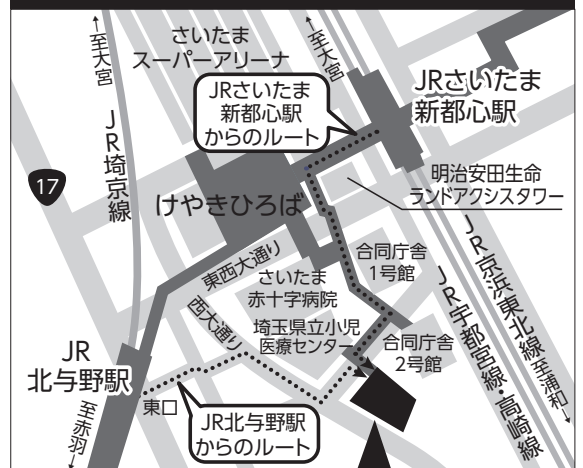 ←至大宮
さいたま
スーパーアリーナ
←至大宮
JRさいたま
新都心駅
からのルート
JRさいたま
新都心駅
JR埼京線
17
明治安田生命
ランドアクシスタワー
けやきひろば
東西大通り
さいたま
赤十字病院
合同庁舎
1号館
西大通り
埼玉県立小児
医療センター
合同庁舎
2号館
JR京浜東北線
JR宇都宮線・高崎線
至浦和→
JR
北与野駅
東口
至赤羽→
JR北与野駅
からのルート